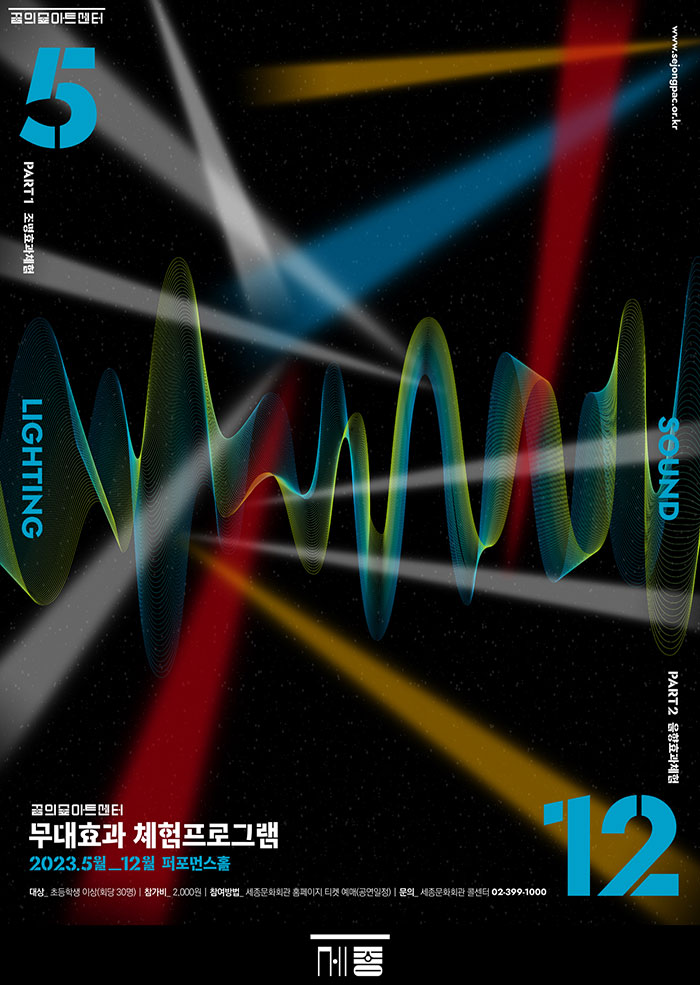 꿈의숲아트센터
www.sejongpac.or.kr
5
PART1 조명효과체험
LIGHTING
SOUND
PART2 음향효과체험
12
꿈의숲아트센터
무대효과 체험프로그램
2023.5월_12월 퍼포먼스홀
대상_ 초등학생 이상(회당 30명) | 참가비_ 2,000원 | 참여방법_ 세종문화회관 홈페이지 티켓 예매(공연일정) | 문의_ 세종문화회관 콜센터 02-399-1000
세종